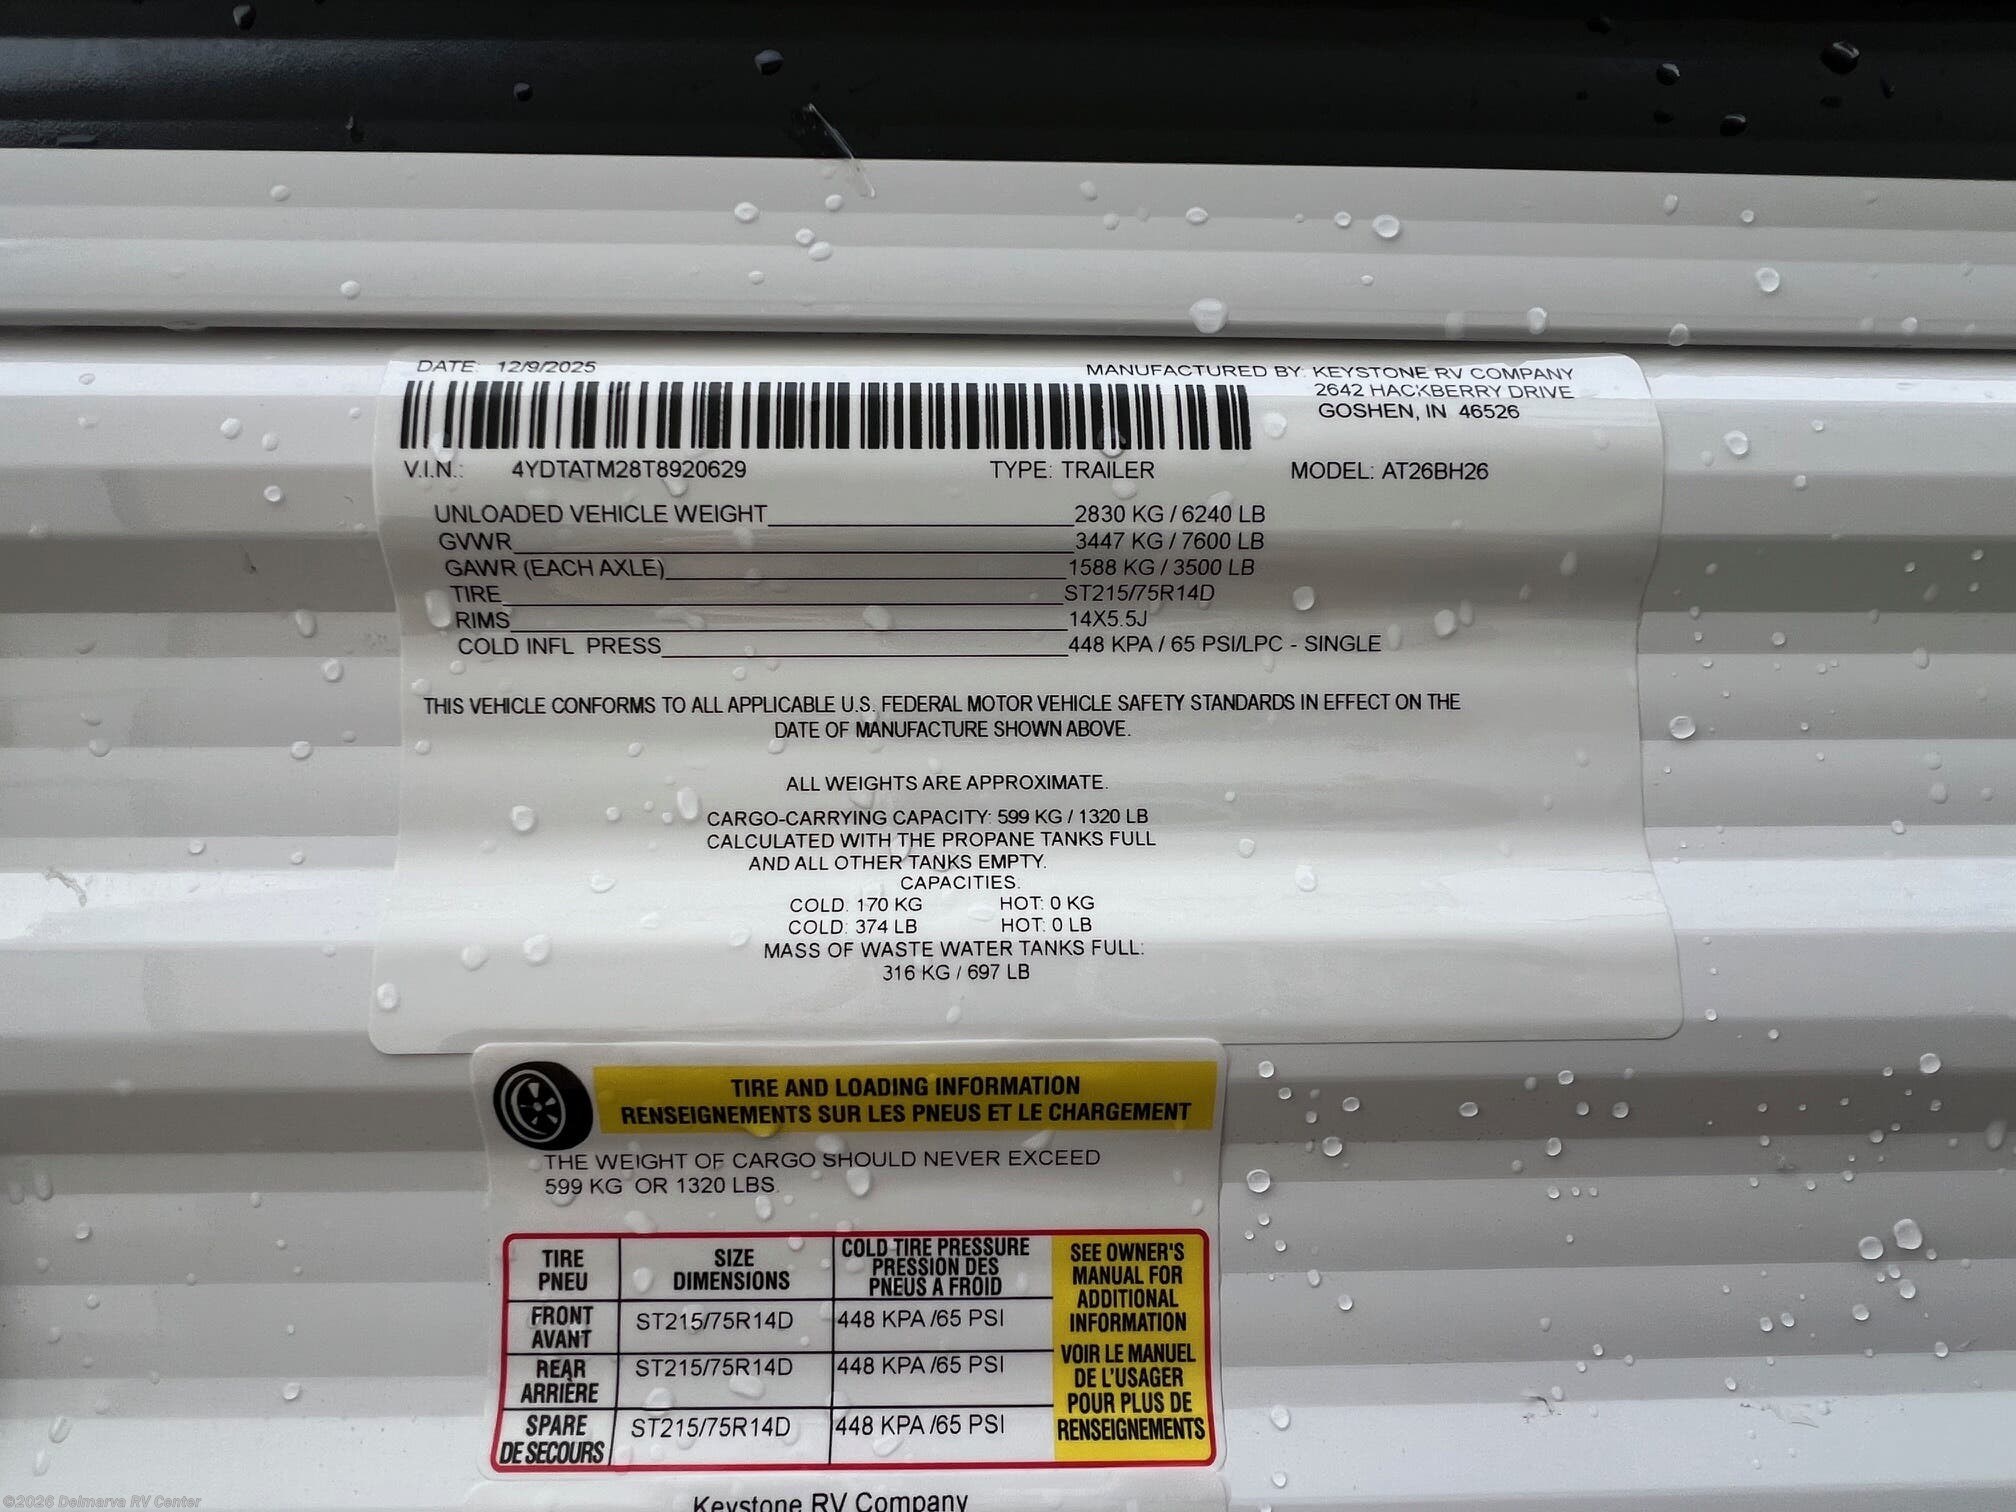 DATE: 12/9/2025
MANUFACTURED BY: KEYSTONE RV COMPANY
2642 HACKBERRY DRIVE
GOSHEN, IN 46526
V.I.N.: 4YDTATM28T8920629 TYPE: TRAILER MODEL: AT26BH26
UNLOADED VEHICLE WEIGHT 2830 KG / 6240 LB
GVWR 3447 KG / 7600 LB
GAWR (EACH AXLE) 1588 KG / 3500 LB
TIRE ST215/75R14D
RIMS 14X5.5J
COLD INFL PRESS 448 KPA / 65 PSI/LPC - SINGLE
THIS VEHICLE CONFORMS TO ALL APPLICABLE U.S. FEDERAL MOTOR VEHICLE SAFETY STANDARDS IN EFFECT ON THE
DATE OF MANUFACTURE SHOWN ABOVE.
ALL WEIGHTS ARE APPROXIMATE.
CARGO-CARRYING CAPACITY: 599 KG / 1320 LB
CALCULATED WITH THE PROPANE TANKS FULL
AND ALL OTHER TANKS EMPTY.
CAPACITIES.
COLD: 170 KG HOT: 0 KG
COLD: 374 LB HOT: 0 LB
MASS OF WASTE WATER TANKS FULL:
316 KG / 697 LB
TIRE AND LOADING INFORMATION
RENSEIGNEMENTS SUR LES PNEUS ET LE CHARGEMENT
THE WEIGHT OF CARGO SHOULD NEVER EXCEED
599 KG OR 1320 LBS.
TIRE
PNEU
SIZE
DIMENSIONS
COLD TIRE PRESSURE
PRESSION DES
PNEUS A FROID
FRONT
AVANT
ST215/75R14D
448 KPA /65 PSI
REAR
ARRIÈRE
ST215/75R14D
448 KPA /65 PSI
SPARE
DE SECOURS
ST215/75R14D
448 KPA /65 PSI
SEE OWNER'S
MANUAL FOR
ADDITIONAL
INFORMATION
VOIR LE MANUEL
DE L'USAGER
POUR PLUS DE
RENSEIGNEMENTS
Keystone RV Company
©2026 Delmarva RV Center